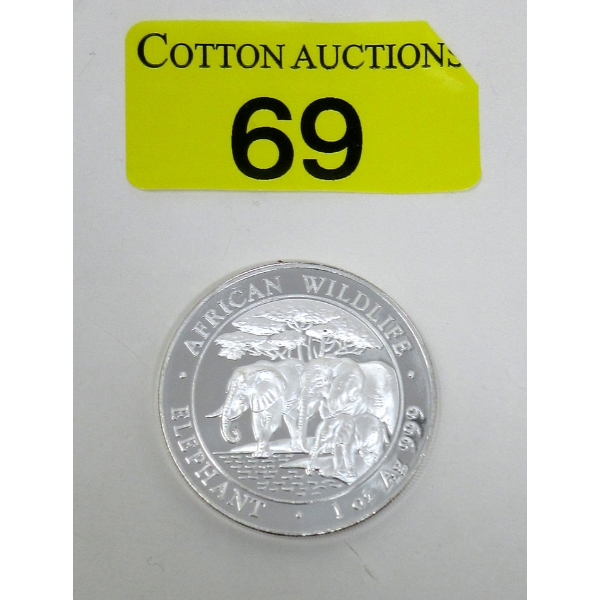 COTTON AUCTIONS
69
AFRICAN WILDLIFE
ELEPHANT
1 oz Ag 999